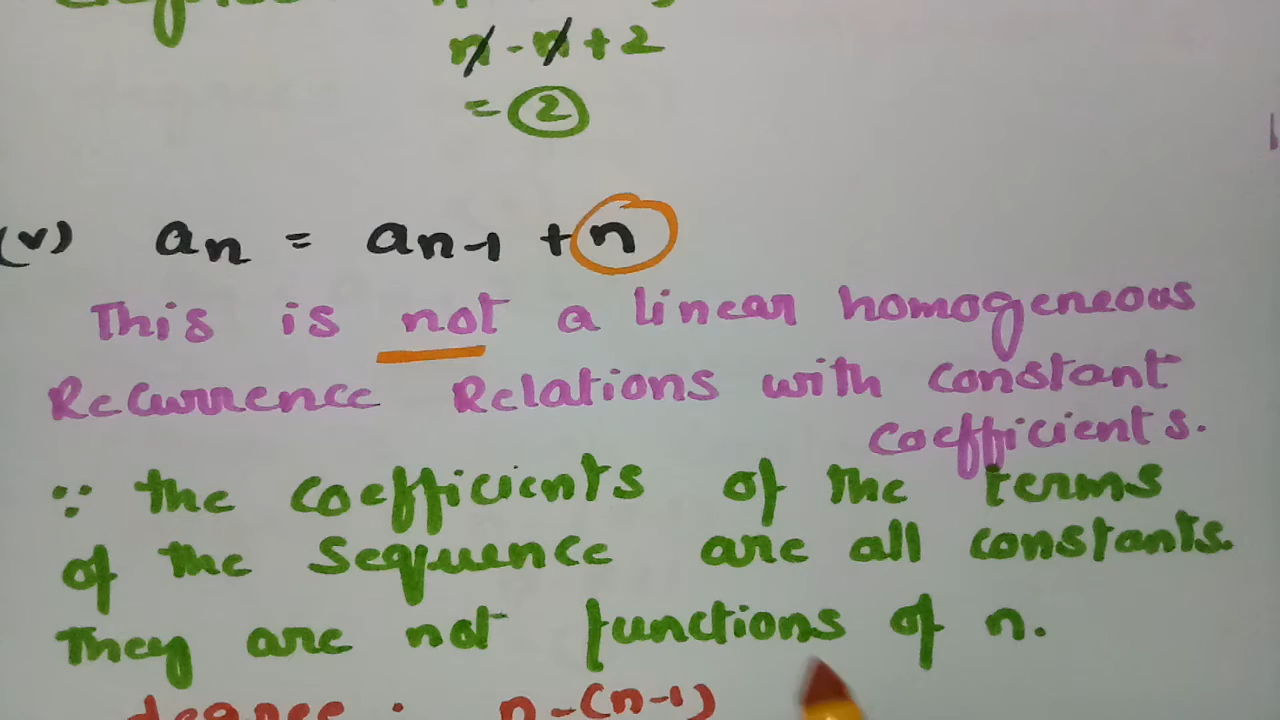 n - n + 2
= 2
(v) an = an-1 + n
This is not a linear homogeneous
Recurrence Relations with constant
coefficients.
∵ the coefficients of the terms
of the sequence are all constants.
They are not functions of n.
degree : n-(n-1)